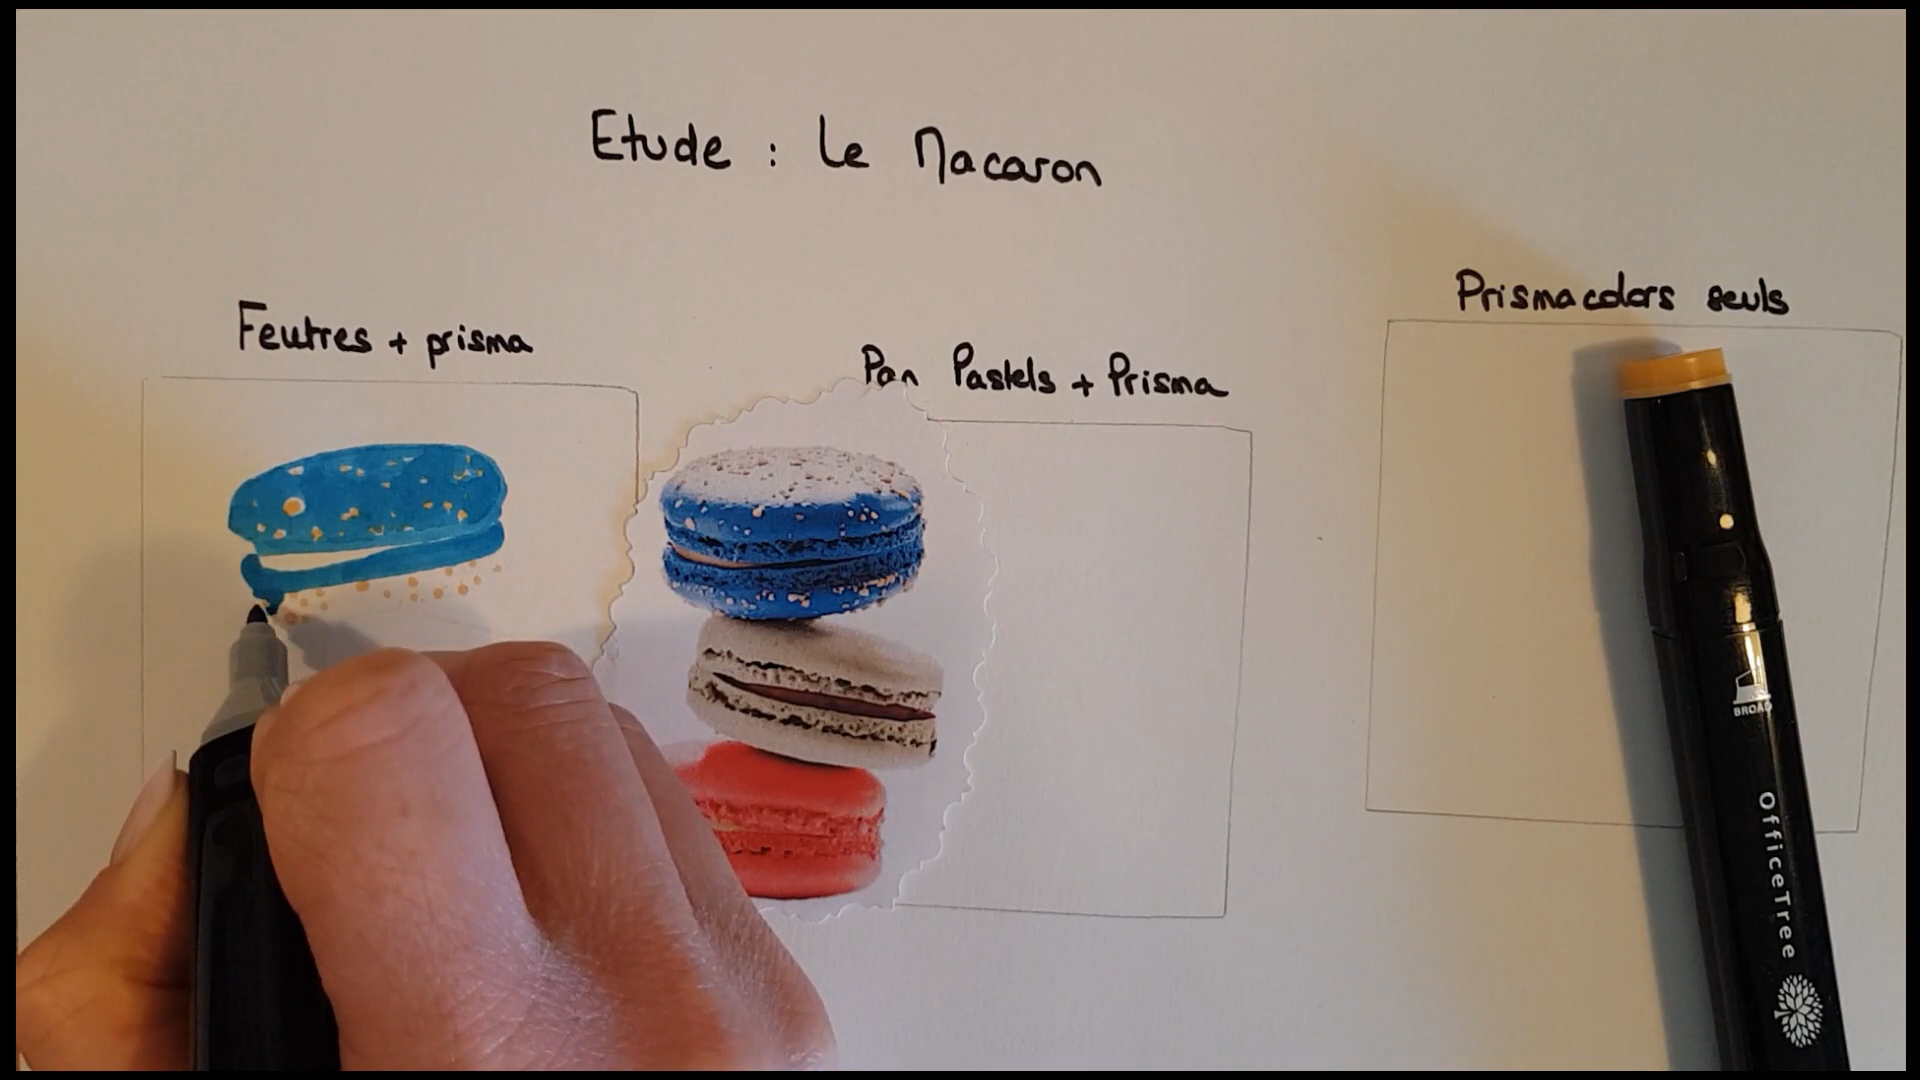 Etude : Le Macaron
Feutres + prisma
Pan Pastels + Prisma
Prismacolors seuls
BROAD
OfficeTree